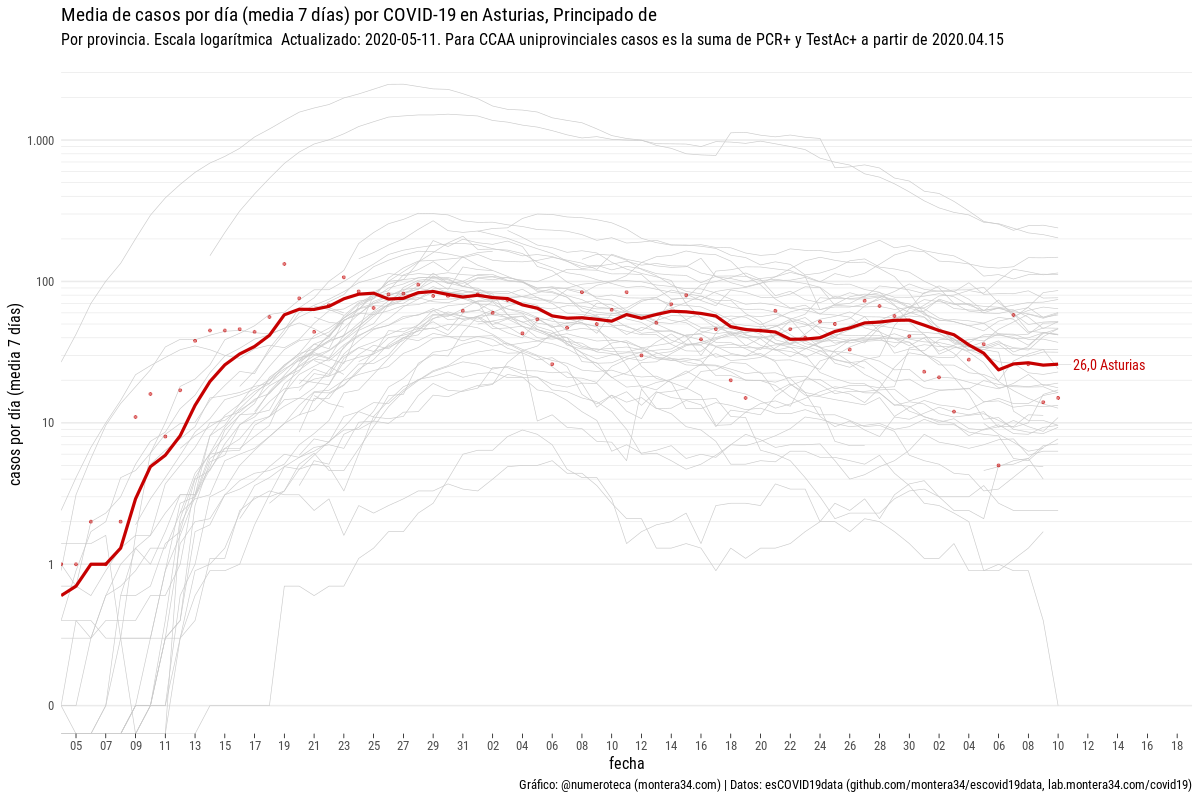 Media de casos por día (media 7 días) por COVID-19 en Asturias, Principado de
Por provincia. Escala logarítmica  Actualizado: 2020-05-11. Para CCAA uniprovinciales casos es la suma de PCR+ y TestAc+ a partir de 2020.04.15
casos por día (media 7 días)
1.000
100
10
1
0
26,0 Asturias
05 07 09 11 13 15 17 19 21 23 25 27 29 31 02 04 06 08 10 12 14 16 18 20 22 24 26 28 30 02 04 06 08 10 12 14 16 18
fecha
Gráfico: @numeroteca (montera34.com) | Datos: esCOVID19data (github.com/montera34/escovid19data, lab.montera34.com/covid19)